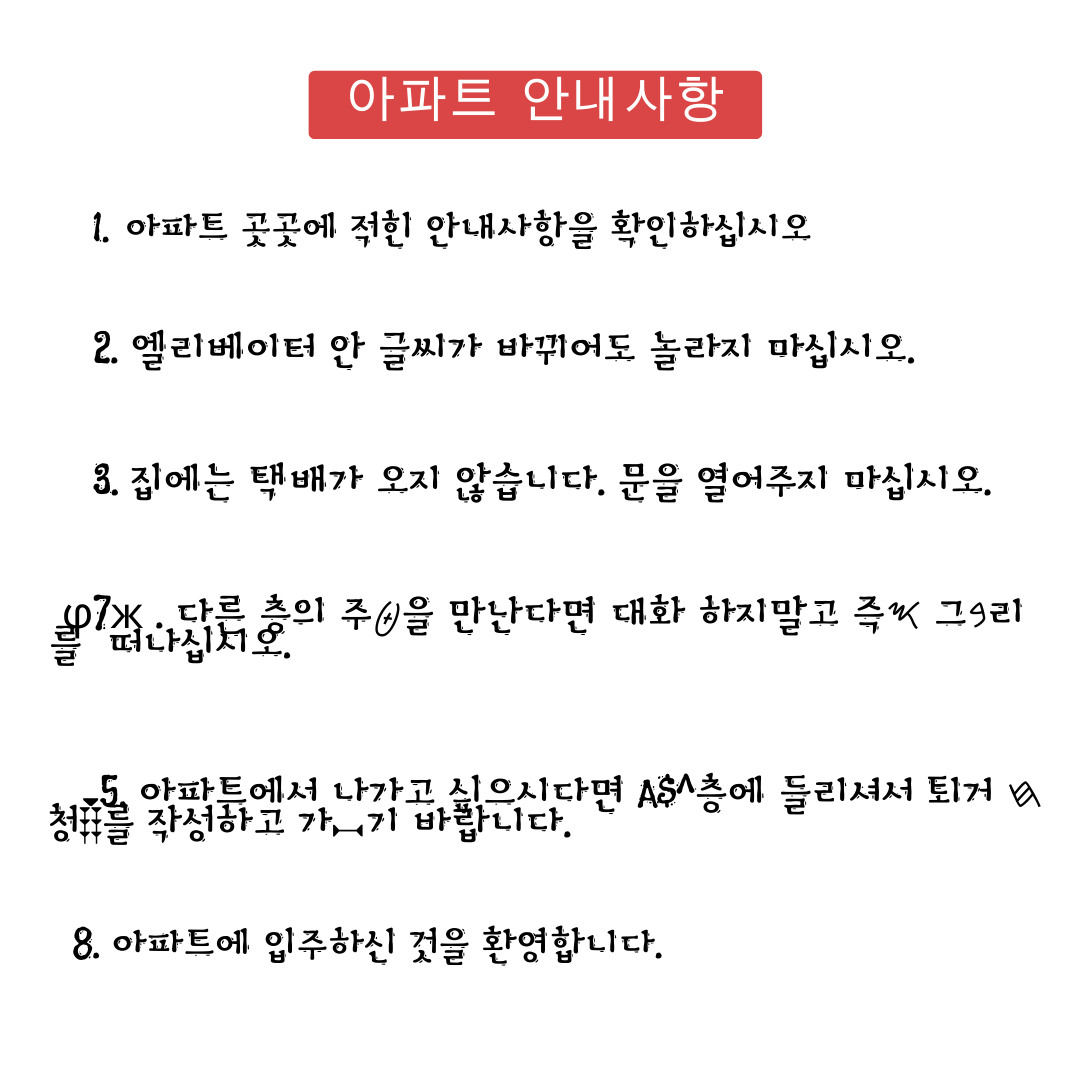 아파트 안내사항
1. 아파트 곳곳에 적힌 안내사항을 확인하십시오
2. 엘리베이터 안 글씨가 바뀌어도 놀라지 마십시오.
3. 집에는 택배가 오지 않습니다. 문을 열어주지 마십시오.
φ7ж . 다른 층의 주을 만난다면 대화 하지말고 즉 그리
를 떠나십시오.
5. 아파트에서 나가고 싶으시다면 A$^층에 들리셔서 퇴거
청를 작성하고 가기 바랍니다.
8. 아파트에 입주하신 것을 환영합니다.